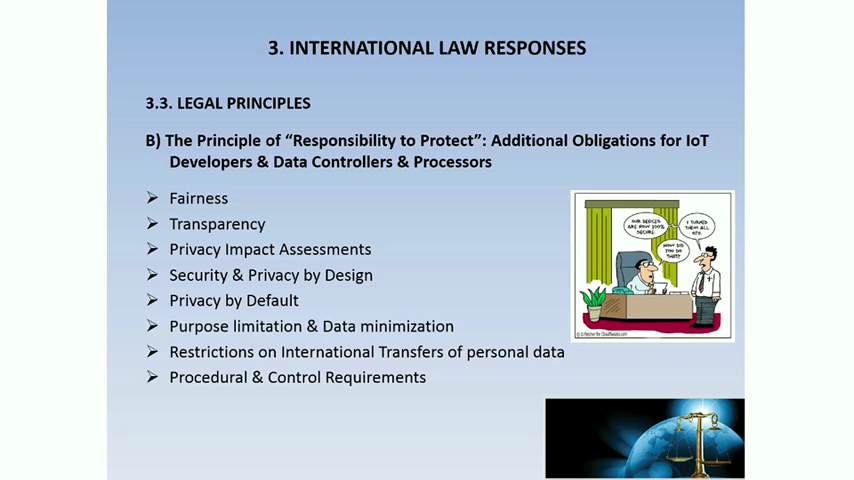 3. INTERNATIONAL LAW RESPONSES
3.3. LEGAL PRINCIPLES
B) The Principle of “Responsibility to Protect”: Additional Obligations for IoT
Developers & Data Controllers & Processors
Fairness
Transparency
Privacy Impact Assessments
Security & Privacy by Design
Privacy by Default
Purpose limitation & Data minimization
Restrictions on International Transfers of personal data
Procedural & Control Requirements
OUR DEVICES
ARE NOW 100%
SECURE.
HOW DID
YOU DO
THAT?
I TURNED
THEM ALL
OFF.